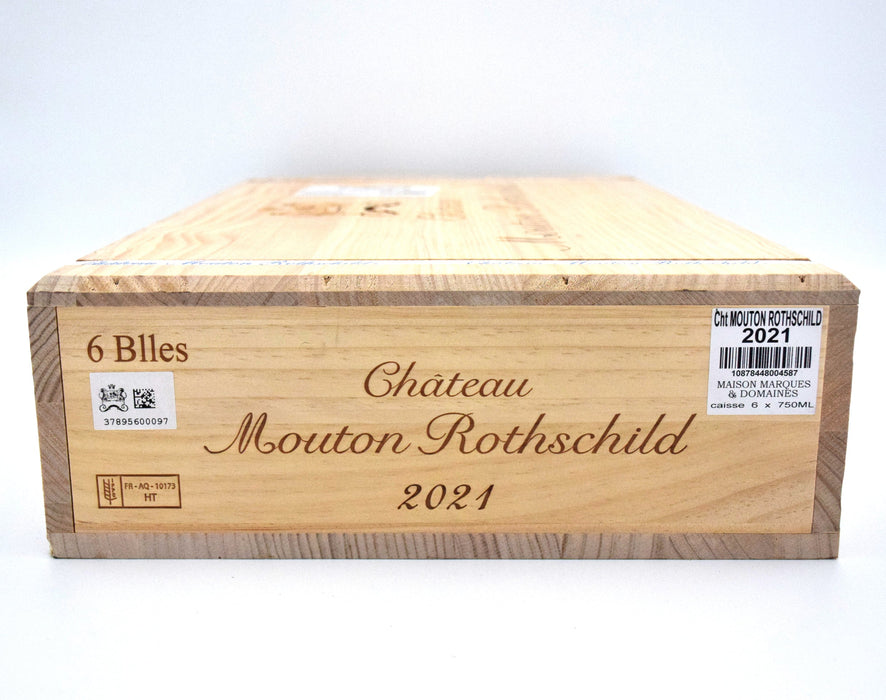 6 Blles
37895600097
FR - AQ - 10173
HT
Château
Mouton Rothschild
2021
Cht MOUTON ROTHSCHILD
2021
10878448004587
MAISON MARQUES
& DOMAINES
caisse 6 x 750ML